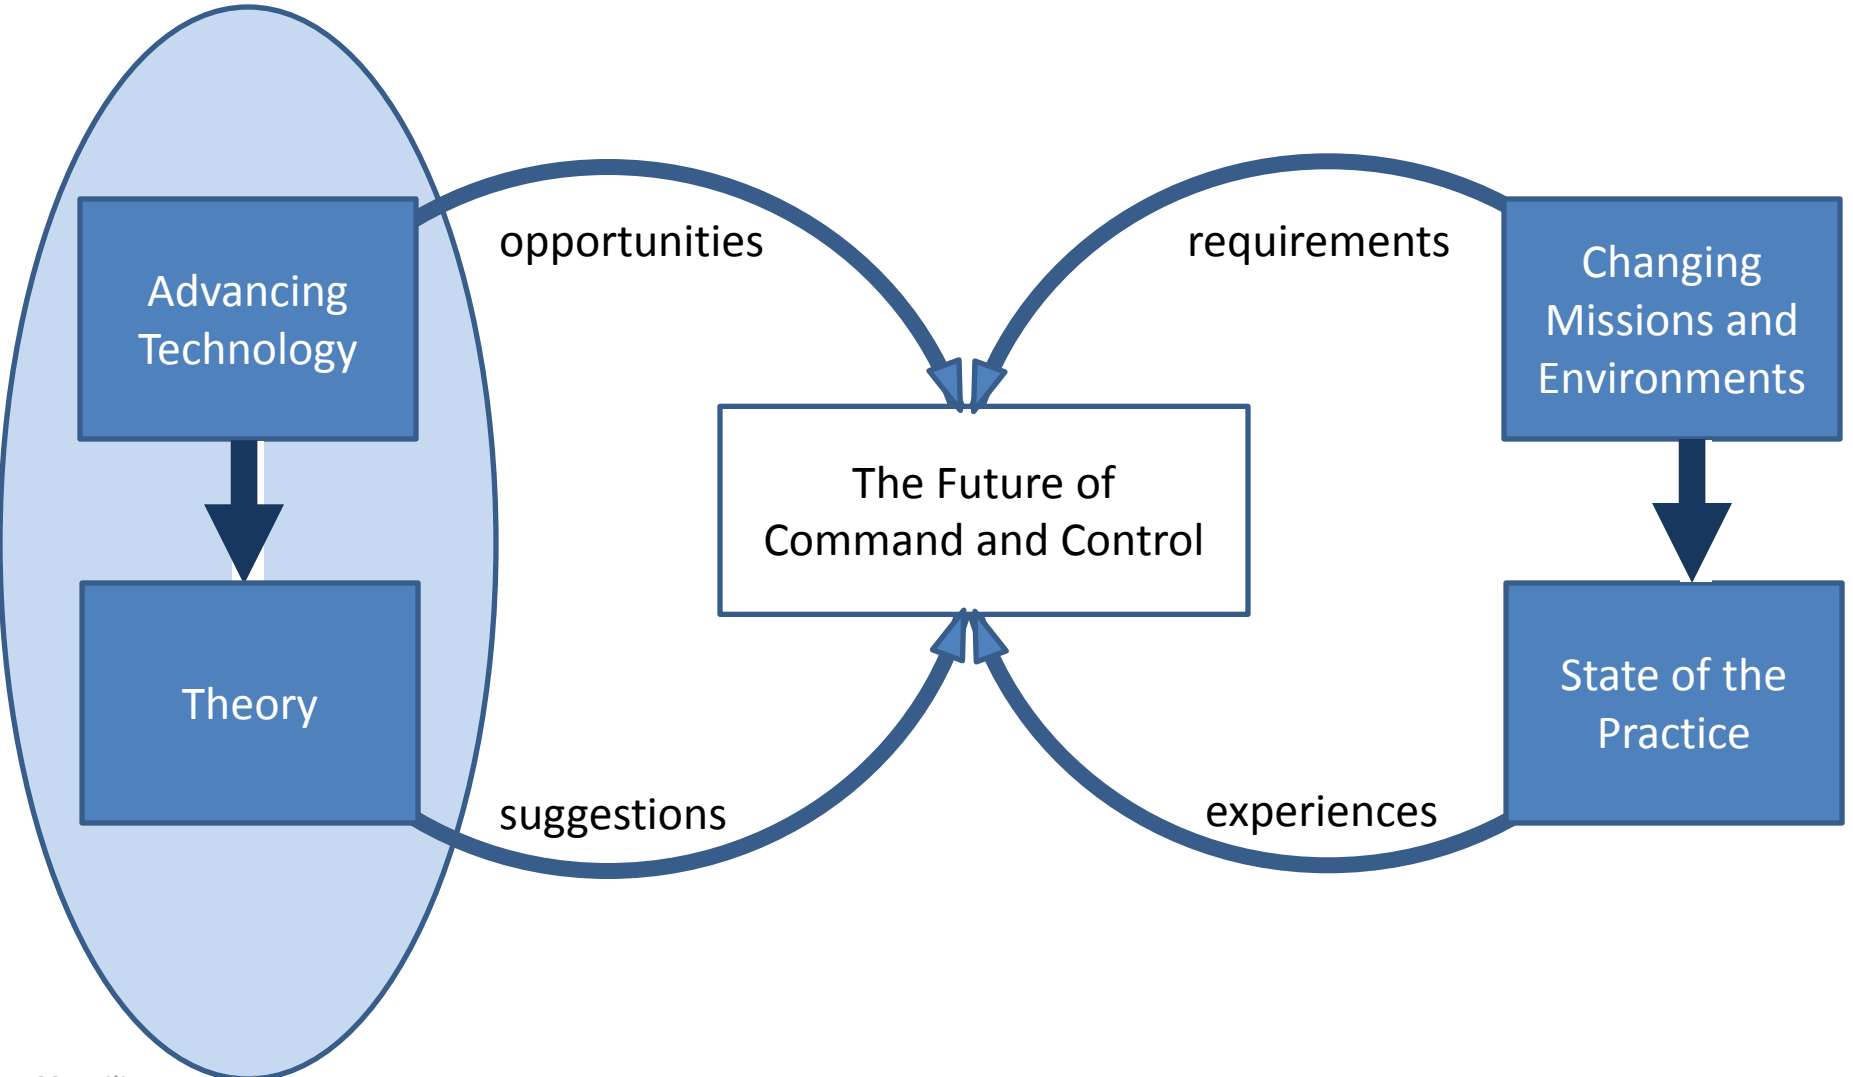 opportunities
requirements
Advancing
Technology
Changing
Missions and
Environments
The Future of
Command and Control
Theory
State of the
Practice
suggestions
experiences